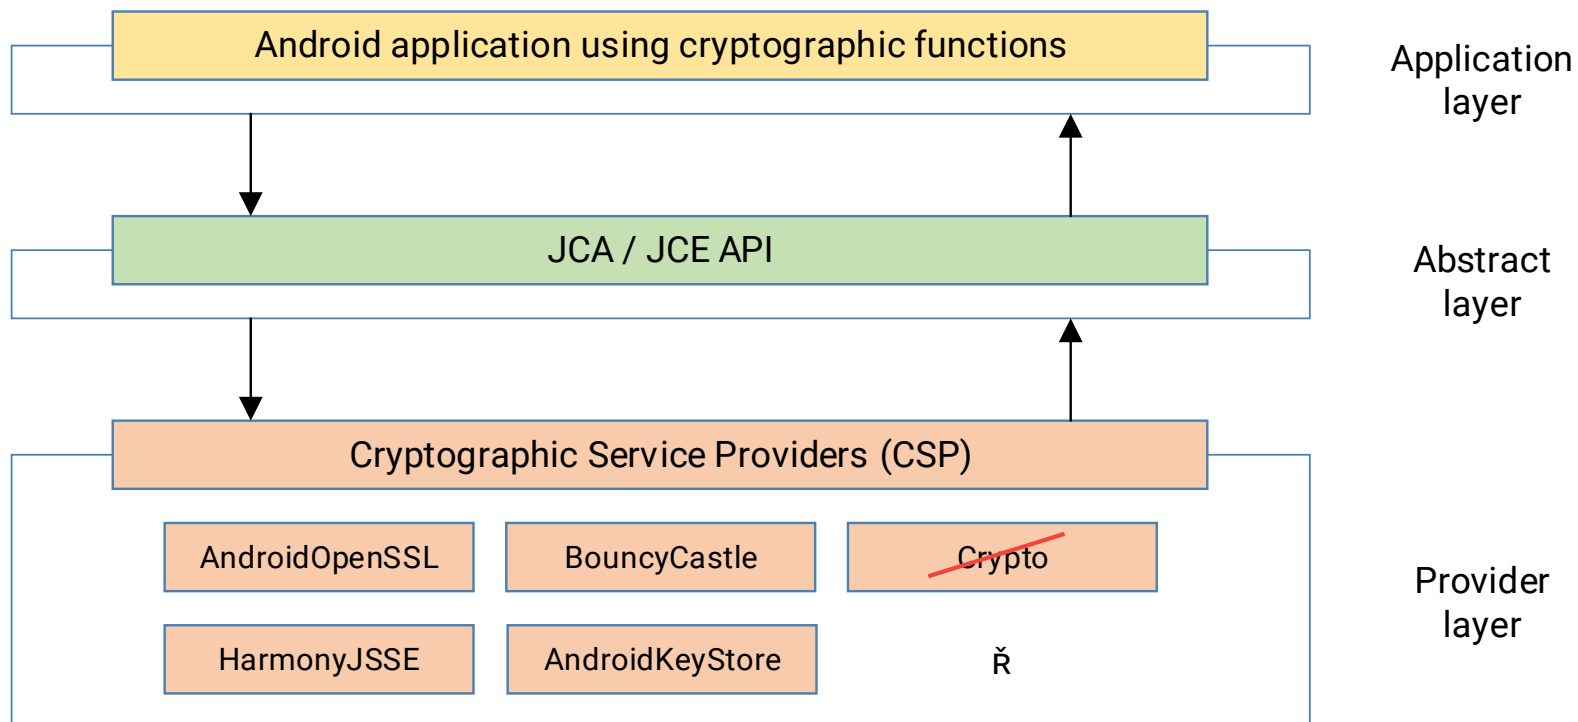 Android application using cryptographic functions
Application
layer
JCA / JCE API
Abstract
layer
Cryptographic Service Providers (CSP)
AndroidOpenSSL
BouncyCastle
Crypto
Provider
layer
HarmonyJSSE
AndroidKeyStore
Ř